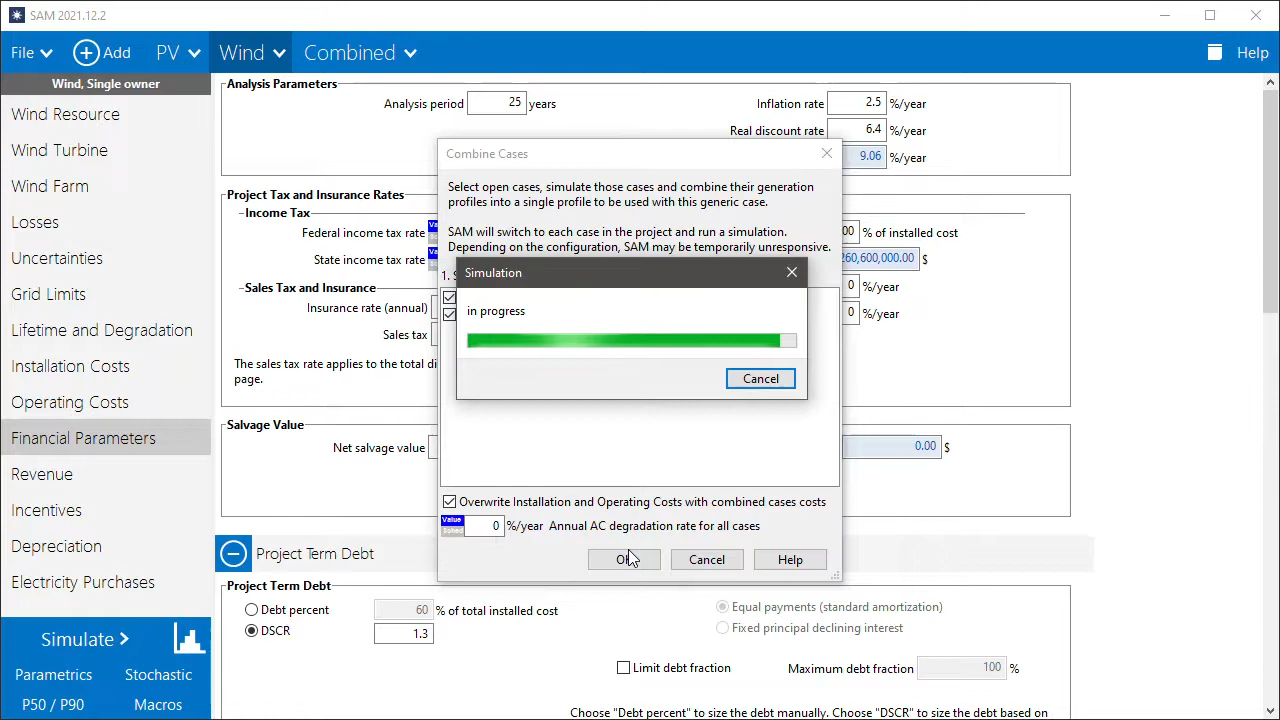 SAM 2021.12.2
File
Add
PV
Wind
Combined
Help
Wind, Single owner
Wind Resource
Wind Turbine
Wind Farm
Losses
Uncertainties
Grid Limits
Lifetime and Degradation
Installation Costs
Operating Costs
Financial Parameters
Revenue
Incentives
Depreciation
Electricity Purchases
Simulate >
Parametrics
Stochastic
P50 / P90
Macros
Analysis Parameters
Analysis period 25 years
Inflation rate 2.5 %/year
Real discount rate 6.4 %/year
9.06 %/year
Project Tax and Insurance Rates
Income Tax
Federal income tax rate
State income tax rate
Sales Tax and Insurance
Insurance rate (annual)
Sales tax
The sales tax rate applies to the total di
page.
00 % of installed cost
260,600,000.00 $
0 %/year
0 %/year
Salvage Value
Net salvage value
0.00 $
Combine Cases
Select open cases, simulate those cases and combine their generation
profiles into a single profile to be used with this generic case.
SAM will switch to each case in the project and run a simulation.
Depending on the configuration, SAM may be temporarily unresponsive.
1. S
Simulation
in progress
Cancel
Overwrite Installation and Operating Costs with combined cases costs
Value
0 %/year Annual AC degradation rate for all cases
Cancel
Help
Project Term Debt
Project Term Debt
Debt percent 60 % of total installed cost
DSCR 1.3
Equal payments (standard amortization)
Fixed principal declining interest
Limit debt fraction
Maximum debt fraction 100 %
Choose "Debt percent" to size the debt manually. Choose "DSCR" to size the debt based on